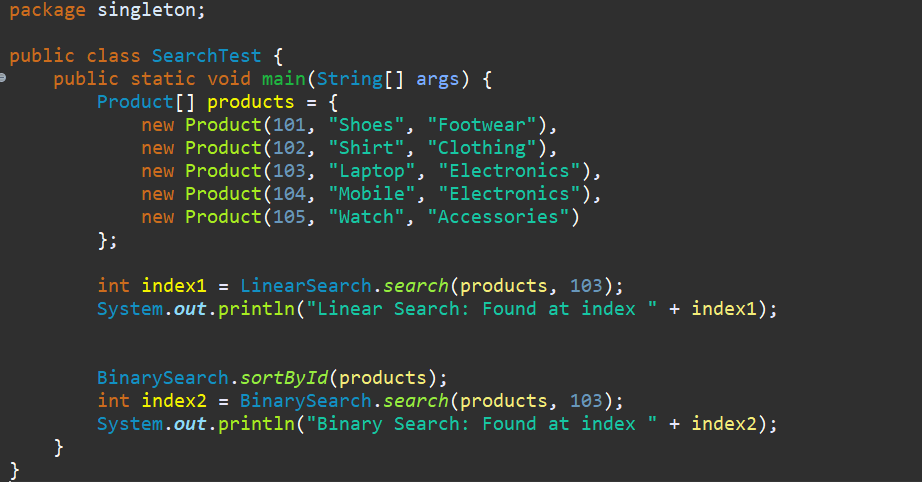 package singleton;
public class SearchTest {
public static void main(String[] args) {
Product[] products = {
new Product(101, "Shoes", "Footwear"),
new Product(102, "Shirt", "Clothing"),
new Product(103, "Laptop", "Electronics"),
new Product(104, "Mobile", "Electronics"),
new Product(105, "Watch", "Accessories")
};
int index1 = LinearSearch.search(products, 103);
System.out.println("Linear Search: Found at index " + index1);
BinarySearch.sortById(products);
int index2 = BinarySearch.search(products, 103);
System.out.println("Binary Search: Found at index " + index2);
}
}